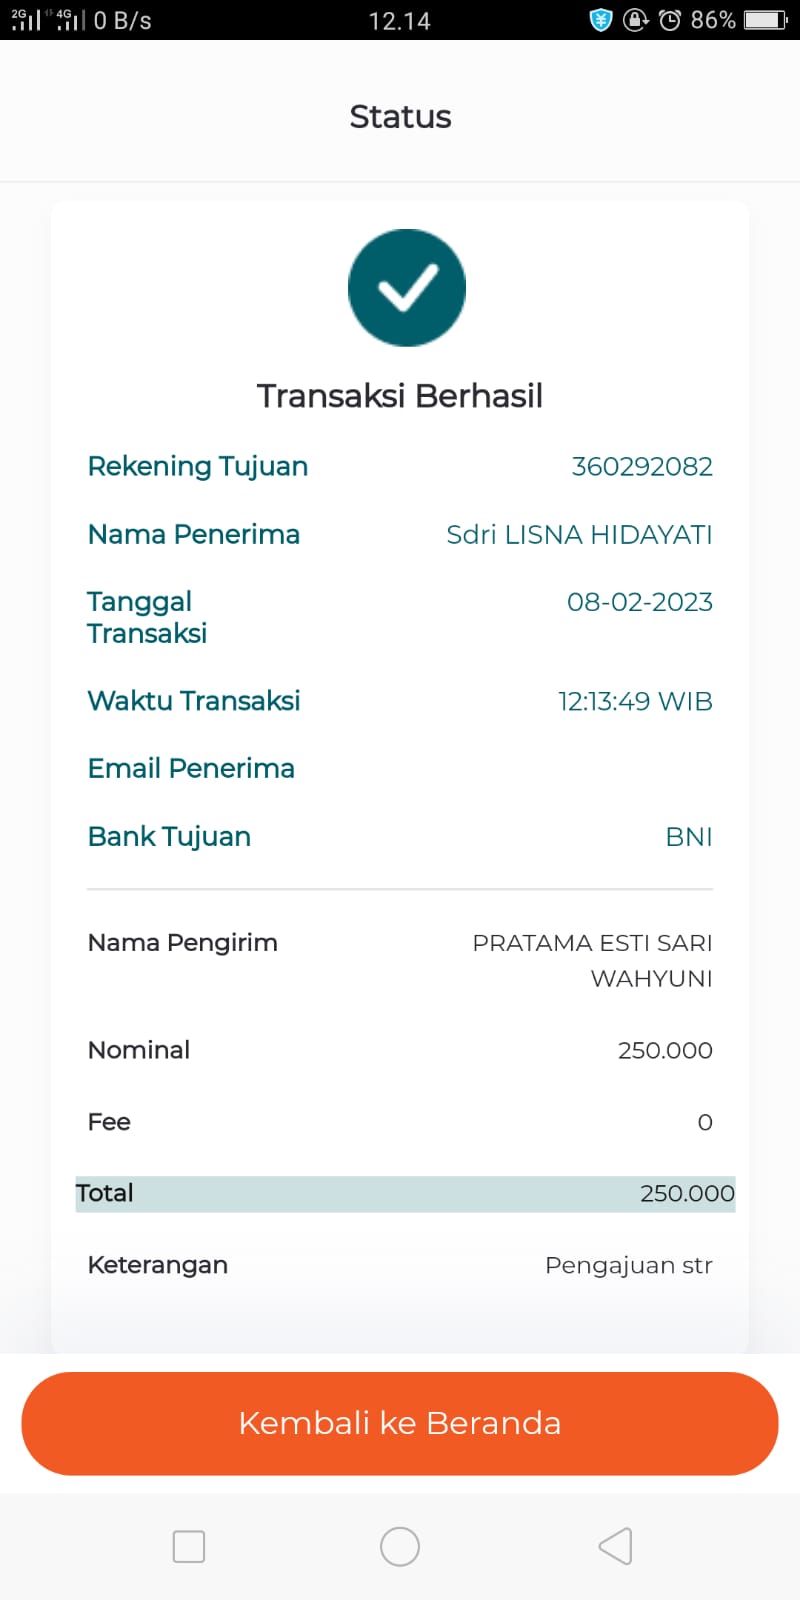 2G 4G 0 B/s 12.14 86%
Status
Transaksi Berhasil
Rekening Tujuan 360292082
Nama Penerima Sdri LISNA HIDAYATI
Tanggal 08-02-2023
Transaksi
Waktu Transaksi 12:13:49 WIB
Email Penerima
Bank Tujuan BNI
Nama Pengirim PRATAMA ESTI SARI
WAHYUNI
Nominal 250.000
Fee 0
Total 250.000
Keterangan Pengajuan str
Kembali ke Beranda